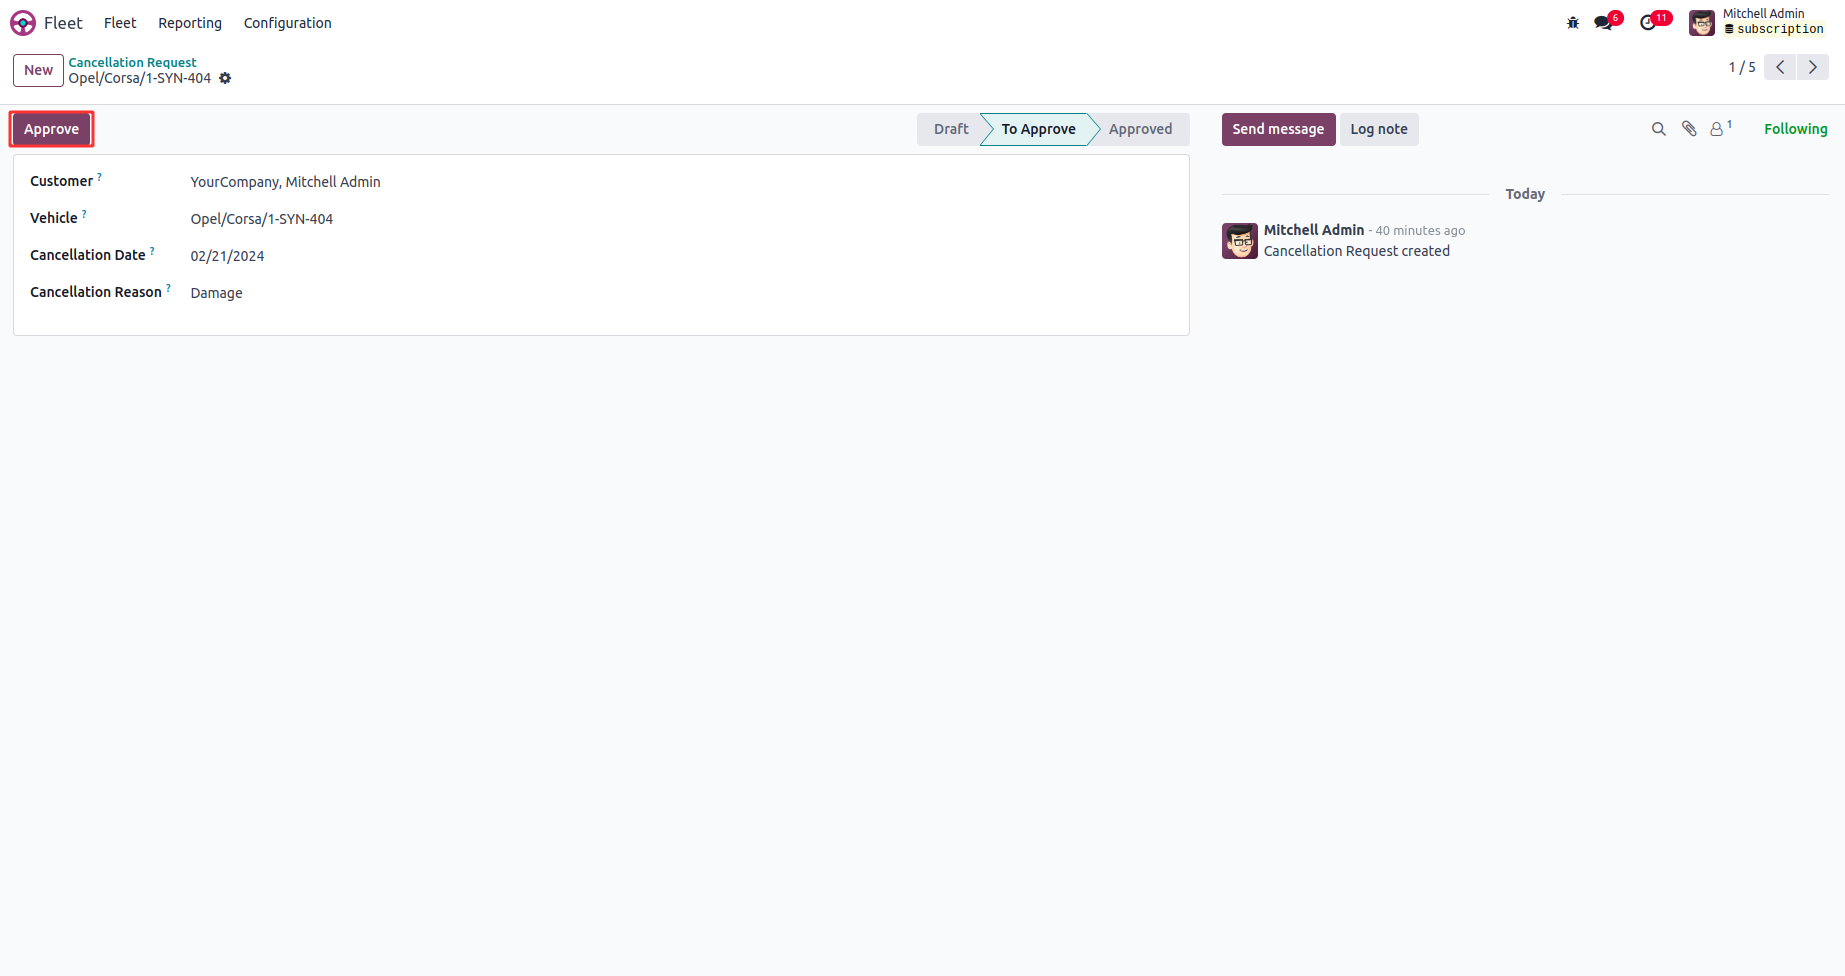 Fleet Fleet Reporting Configuration 6 11 Mitchell Admin
subscription
New Cancellation Request
Opel/Corsa/1-SYN-404
1 / 5
Approve Draft To Approve Approved Send message Log note 1 Following
Customer ? YourCompany, Mitchell Admin
Vehicle ? Opel/Corsa/1-SYN-404
Cancellation Date ? 02/21/2024
Cancellation Reason ? Damage
Today
Mitchell Admin - 40 minutes ago
Cancellation Request created